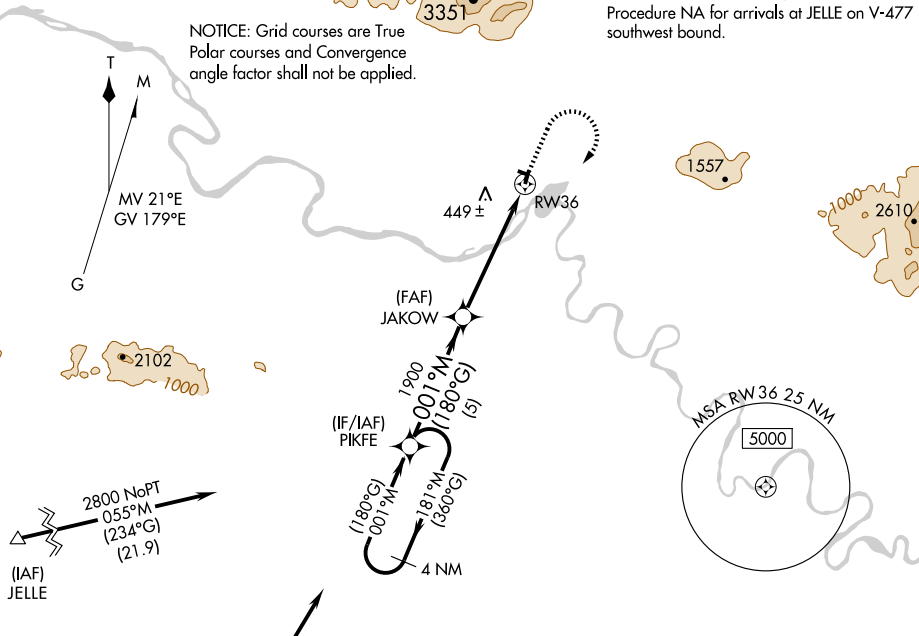 3351
NOTICE: Grid courses are True
Polar courses and Convergence
angle factor shall not be applied.
Procedure NA for arrivals at JELLE on V-477
southwest bound.
T
M
MV 21°E
GV 179°E
G
449 ±
RW36
1557
1000
2610
(FAF)
JAKOW
2102
1000
1900
001°M
(180°G)
(5)
(IF/IAF)
PIKFE
(180°G)
001°M
181°M
(360°G)
4 NM
MSA RW36 25 NM
5000
2800 NoPT
055°M
(234°G)
(21.9)
(IAF)
JELLE